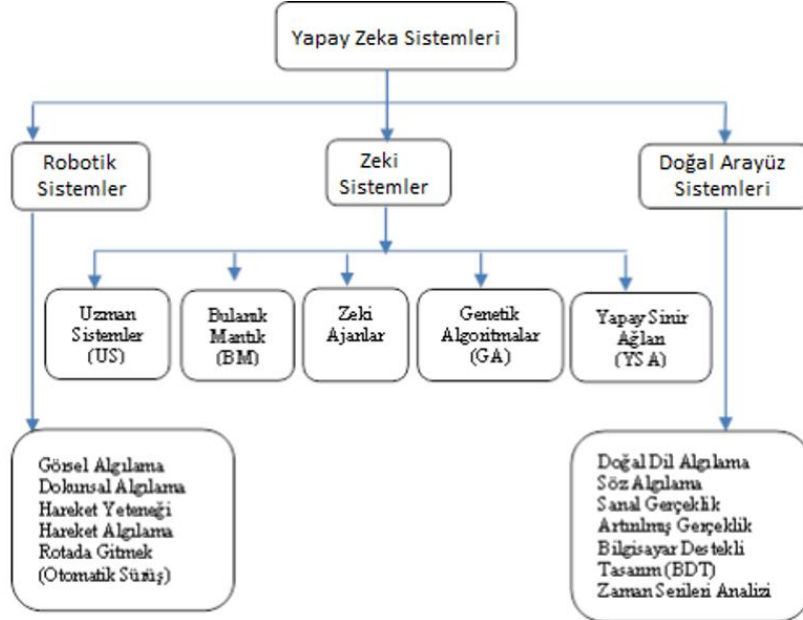 Yapay Zeka Sistemleri
Robotik
Sistemler
Zeki
Sistemler
Doğal Arayüz
Sistemleri
Uzman
Sistemler
(US)
Bulanık
Mantık
(BM)
Zeki
Ajanlar
Genetik
Algoritmalar
(GA)
Yapay Sinir
Ağları
(YSA)
Görsel Algılama
Dokunsal Algılama
Hareket Yeteneği
Hareket Algılama
Rotada Gitmek
(Otomatik Sürüş)
Doğal Dil Algılama
Söz Algılama
Sanal Gerçeklik
Artırılmış Gerçeklik
Bilgisayar Destekli
Tasarım (BDT)
Zaman Serileri Analizi